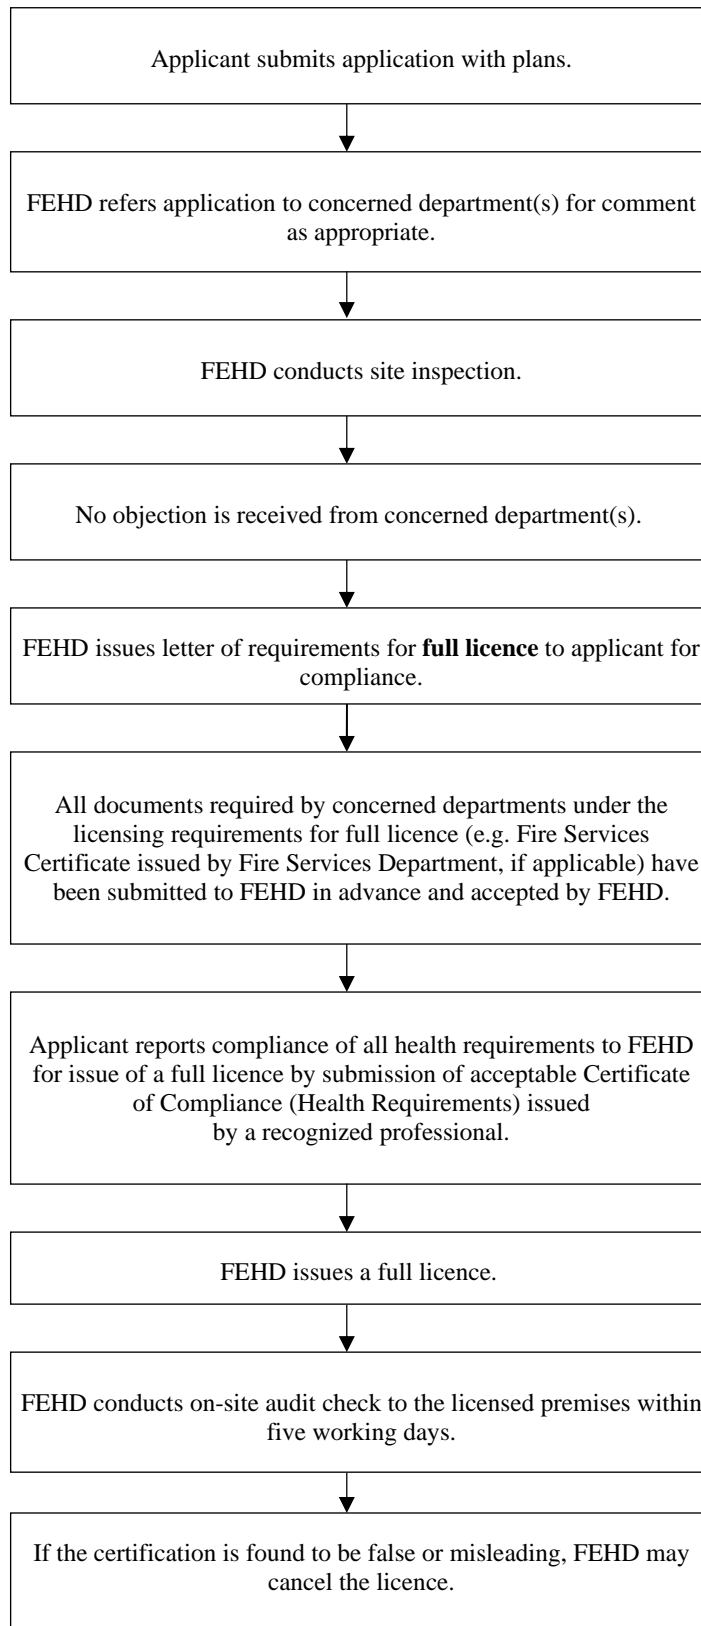 Applicant submits application with plans.
FEHD refers application to concerned department(s) for comment
as appropriate.
FEHD conducts site inspection.
No objection is received from concerned department(s).
FEHD issues letter of requirements for full licence to applicant for
compliance.
All documents required by concerned departments under the
licensing requirements for full licence (e.g. Fire Services
Certificate issued by Fire Services Department, if applicable) have
been submitted to FEHD in advance and accepted by FEHD.
Applicant reports compliance of all health requirements to FEHD
for issue of a full licence by submission of acceptable Certificate
of Compliance (Health Requirements) issued
by a recognized professional.
FEHD issues a full licence.
FEHD conducts on-site audit check to the licensed premises within
five working days.
If the certification is found to be false or misleading, FEHD may
cancel the licence.